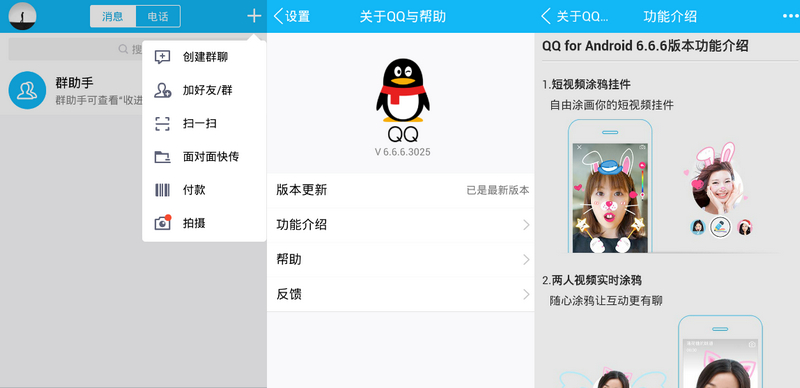 消息 电话
搜
群助手
群助手可查看“收进
创建群聊
加好友/群
扫一扫
面对面快传
付款
拍摄
设置 关于QQ与帮助
QQ
V 6.6.6.3025
版本更新 已是最新版本
功能介绍
帮助
反馈
关于QQ... 功能介绍
QQ for Android 6.6.6版本功能介绍
1.短视频涂鸦挂件
自由涂画你的短视频挂件
2.两人视频实时涂鸦
随心涂鸦让互动更有聊